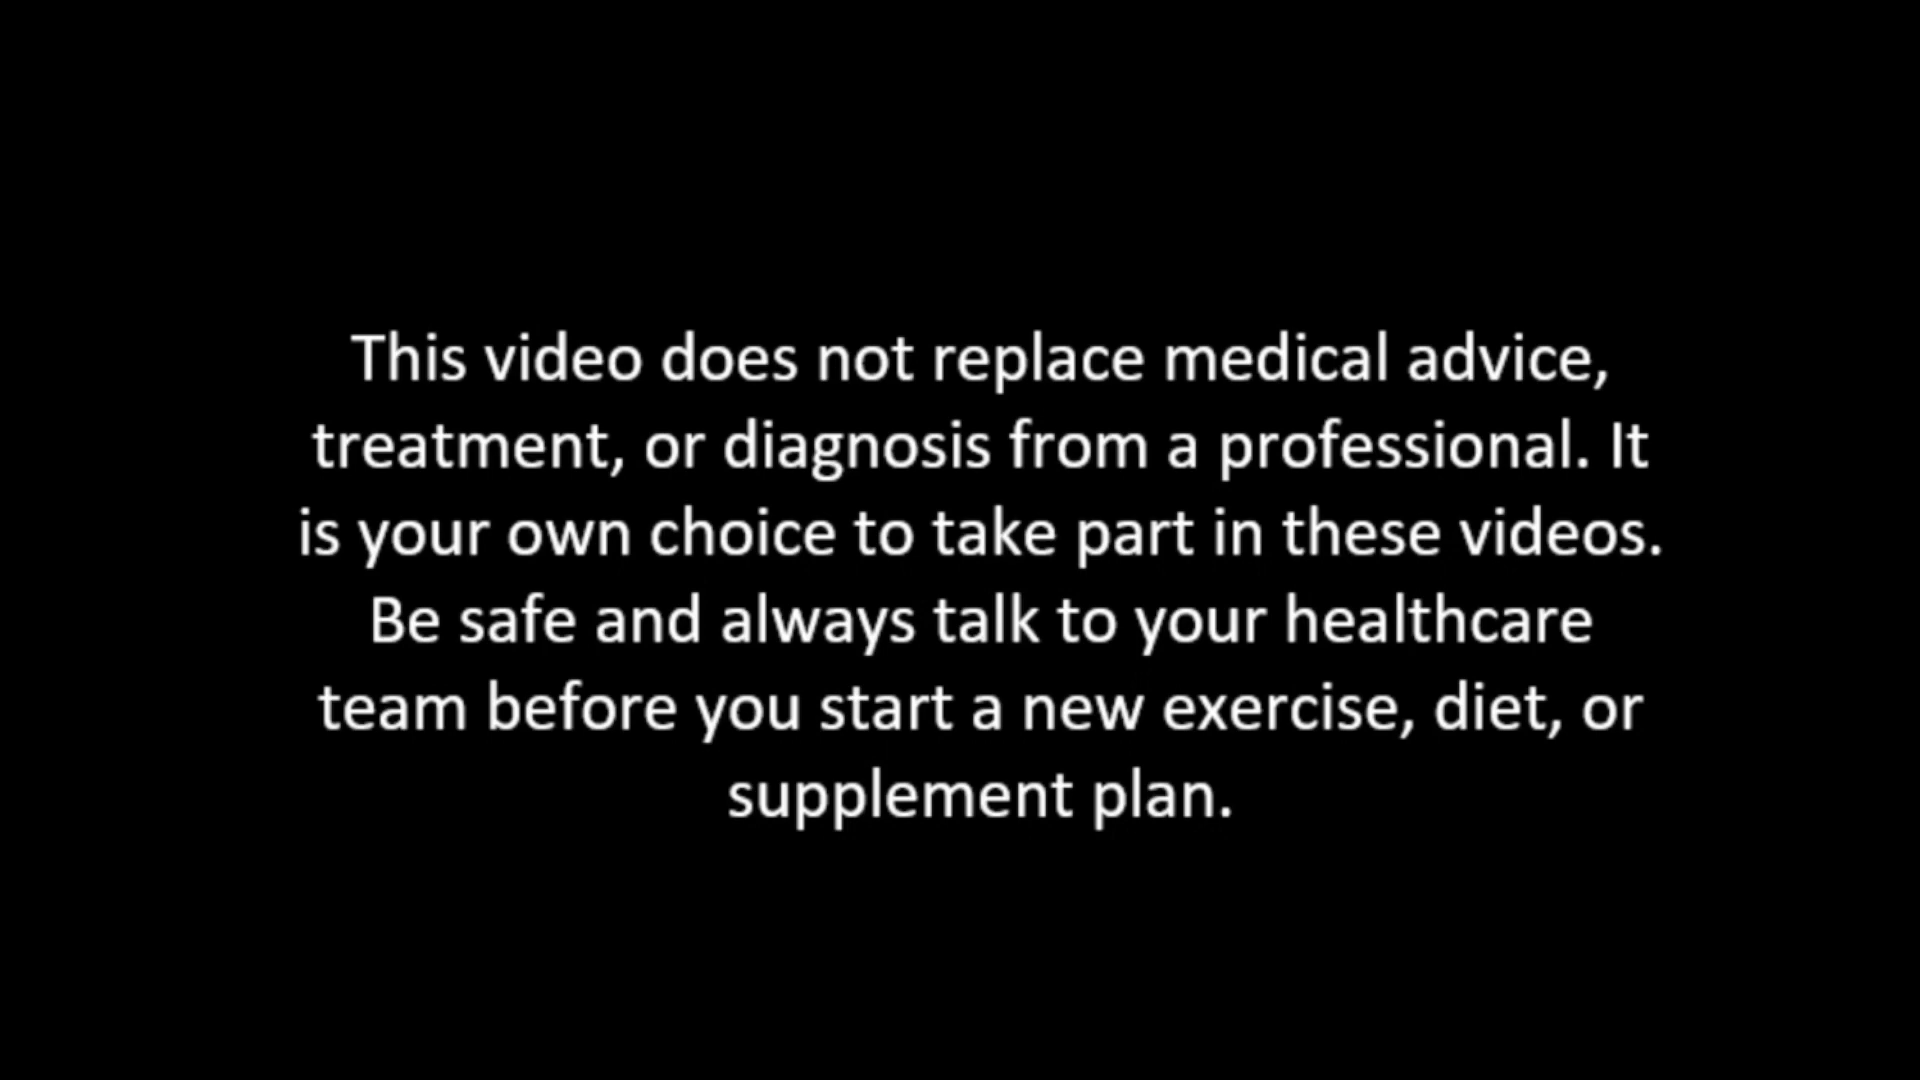 This video does not replace medical advice,
treatment, or diagnosis from a professional. It
is your own choice to take part in these videos.
Be safe and always talk to your healthcare
team before you start a new exercise, diet, or
supplement plan.